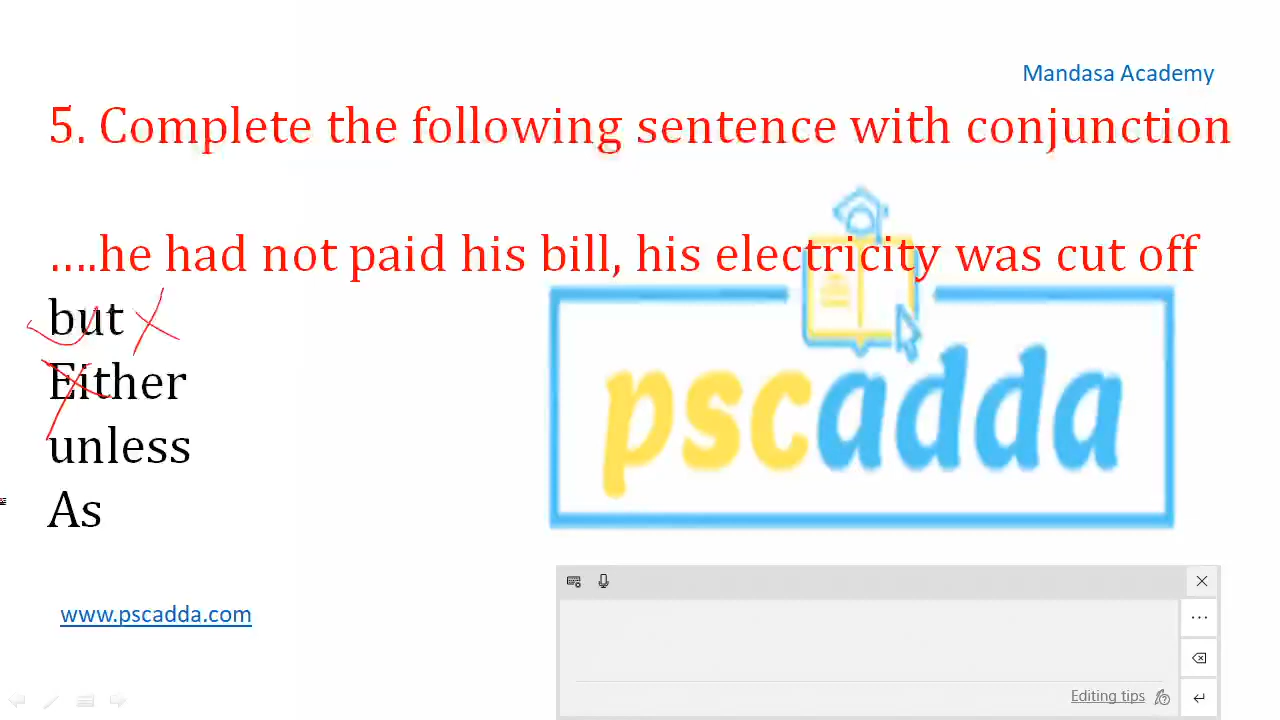 Mandasa Academy
5. Complete the following sentence with conjunction
....he had not paid his bill, his electricity was cut off
but
Either
unless
As
pscadda
www.pscadda.com
Editing tips